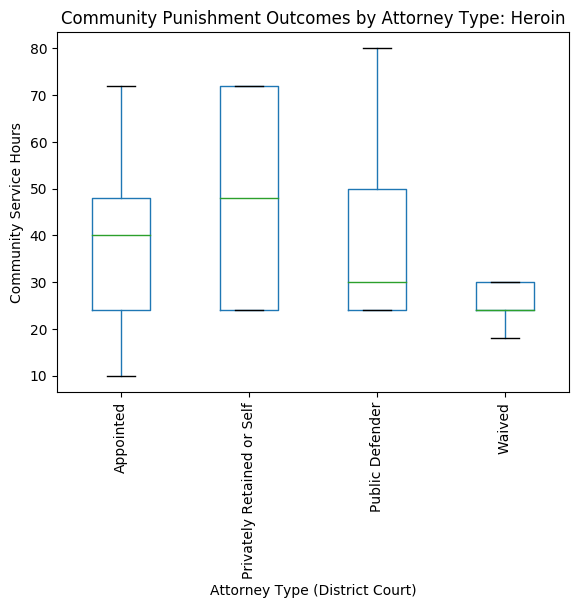 Community Punishment Outcomes by Attorney Type: Heroin
Community Service Hours
80
70
60
50
40
30
20
10
Appointed
Privately Retained or Self
Public Defender
Waived
Attorney Type (District Court)